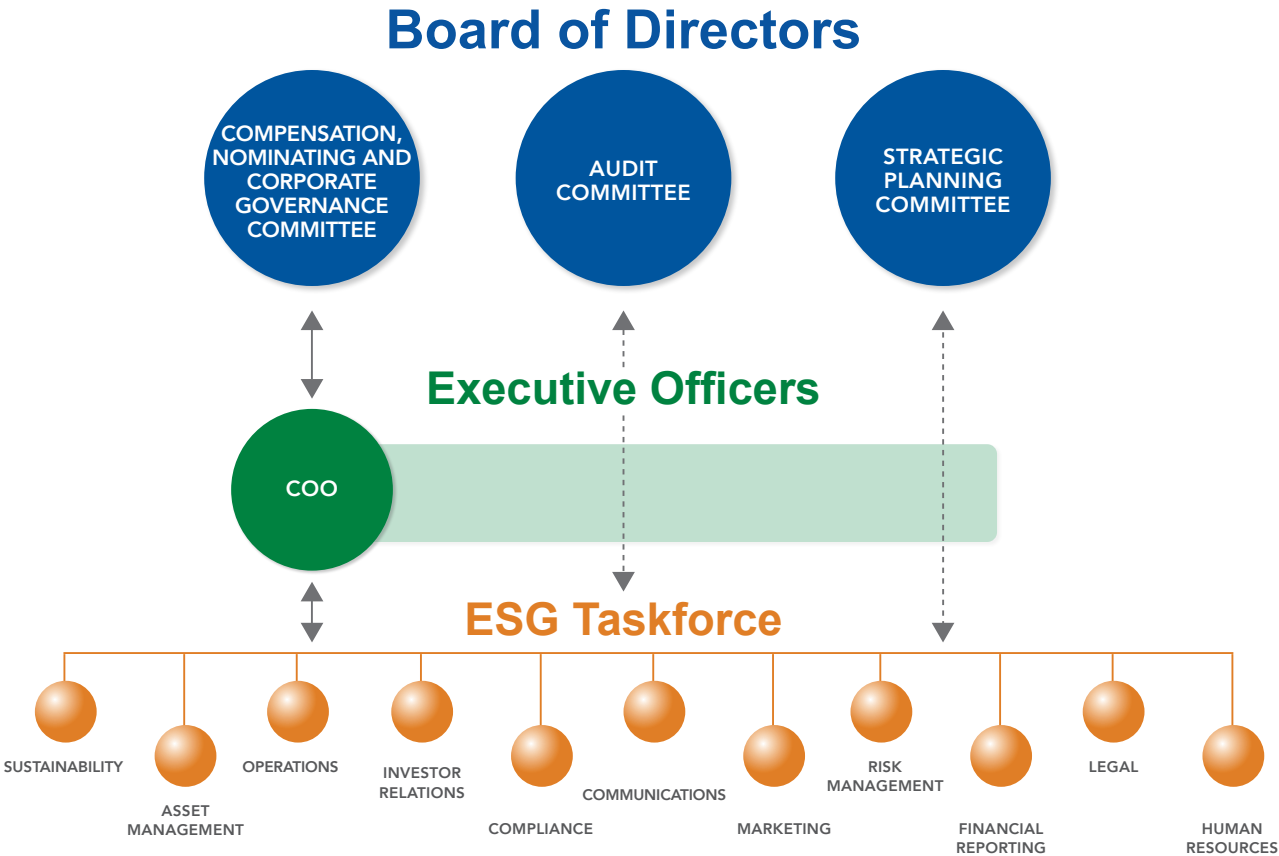 Board of Directors
COMPENSATION,
NOMINATING AND
CORPORATE
GOVERNANCE
COMMITTEE
AUDIT
COMMITTEE
STRATEGIC
PLANNING
COMMITTEE
Executive Officers
COO
ESG Taskforce
SUSTAINABILITY
ASSET
MANAGEMENT
OPERATIONS
INVESTOR
RELATIONS
COMPLIANCE
COMMUNICATIONS
MARKETING
RISK
MANAGEMENT
FINANCIAL
REPORTING
LEGAL
HUMAN
RESOURCES